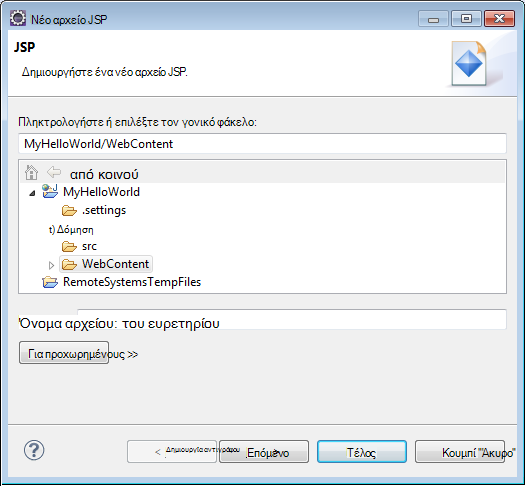 Νέο αρχείο JSP
JSP
Δημιουργήστε ένα νέο αρχείο JSP.
Πληκτρολογήστε ή επιλέξτε τον γονικό φάκελο:
MyHelloWorld/WebContent
από κοινού
MyHelloWorld
.settings
t) Δόμηση
src
WebContent
RemoteSystemsTempFiles
Όνομα αρχείου: του ευρετηρίου
Για προχωρημένους >>
? < Δημιουργία αντιγράφου Επόμενο > Τέλος Κουμπί "Άκυρο"